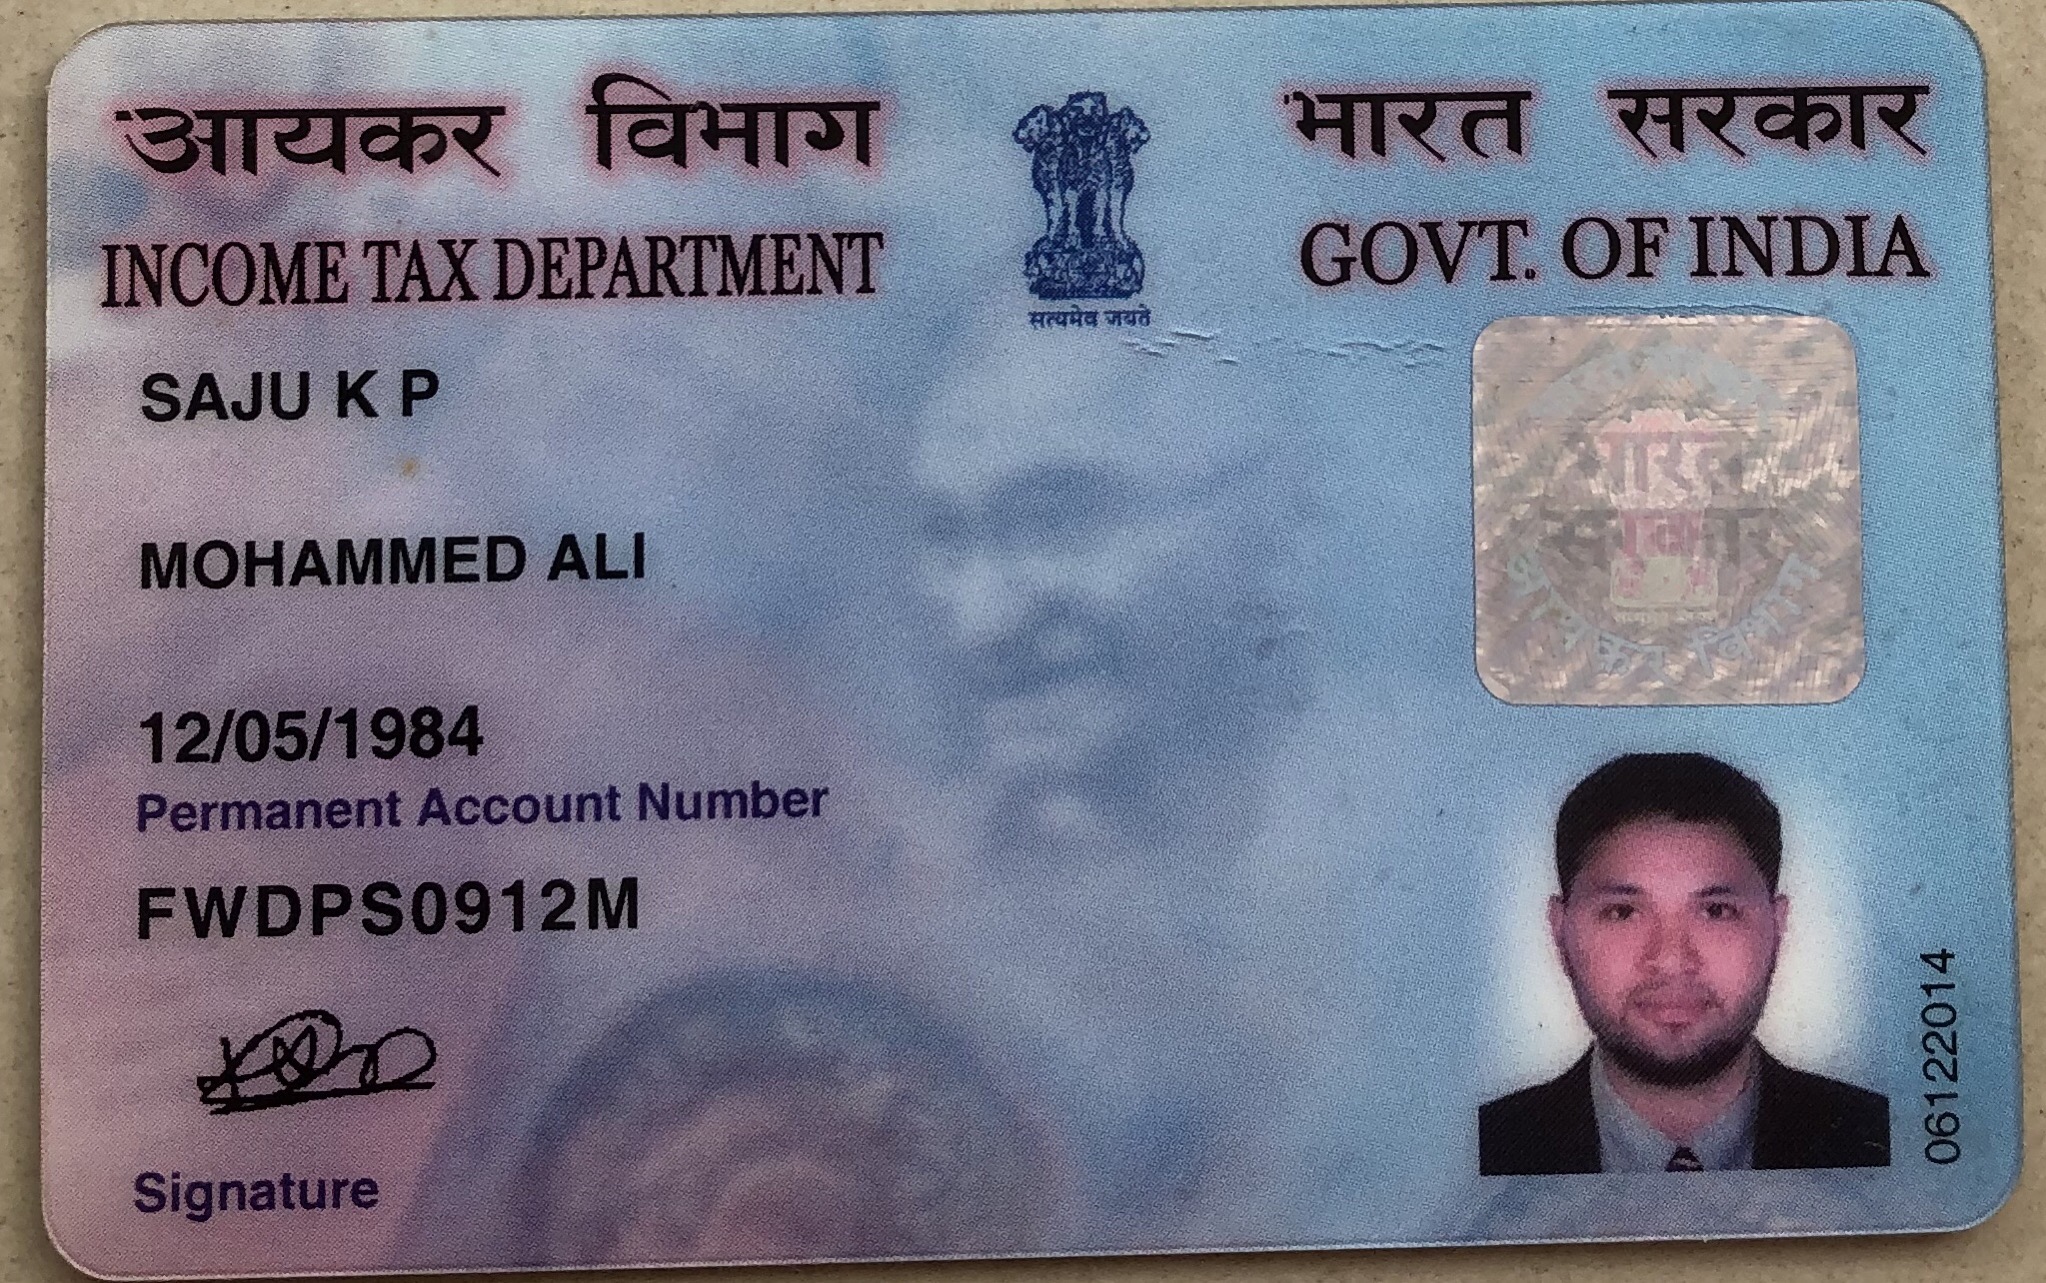 आयकर विभाग
INCOME TAX DEPARTMENT
सत्यमेव जयते
भारत सरकार
GOVT. OF INDIA
SAJU K P
MOHAMMED ALI
12/05/1984
Permanent Account Number
FWDPS0912M
Signature
भारत
सरकार
आयकर विभाग
06122014